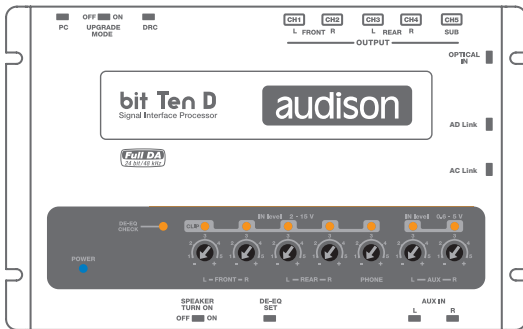 CH1 CH2 CH3 CH4 CH5
L FRONT R L REAR R SUB
OUTPUT
OFF ON
PC UPGRADE MODE DRC
OPTICAL IN
bit Ten D
Signal Interface Processor
audison
AD Link
Full DA
24 bit/48 kHz
AC Link
DE-EQ CHECK
CLIP
IN level 2 - 15 V
IN level 0,6 - 5 V
POWER
L FRONT R L REAR R PHONE L AUX R
SPEAKER TURN ON
OFF ON
DE-EQ SET
AUX IN
L R